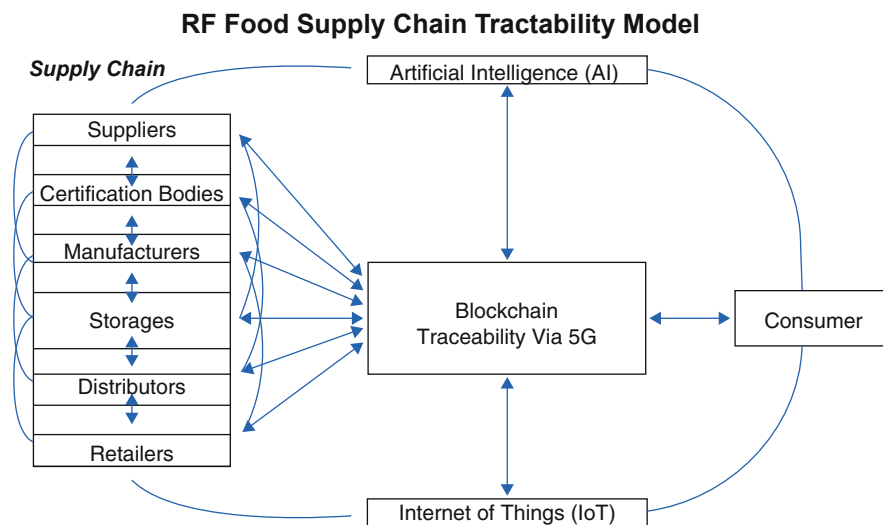 RF Food Supply Chain Tractability Model
Supply Chain
Artificial Intelligence (AI)
Suppliers
Certification Bodies
Manufacturers
Storages
Distributors
Retailers
Blockchain
Traceability Via 5G
Consumer
Internet of Things (IoT)